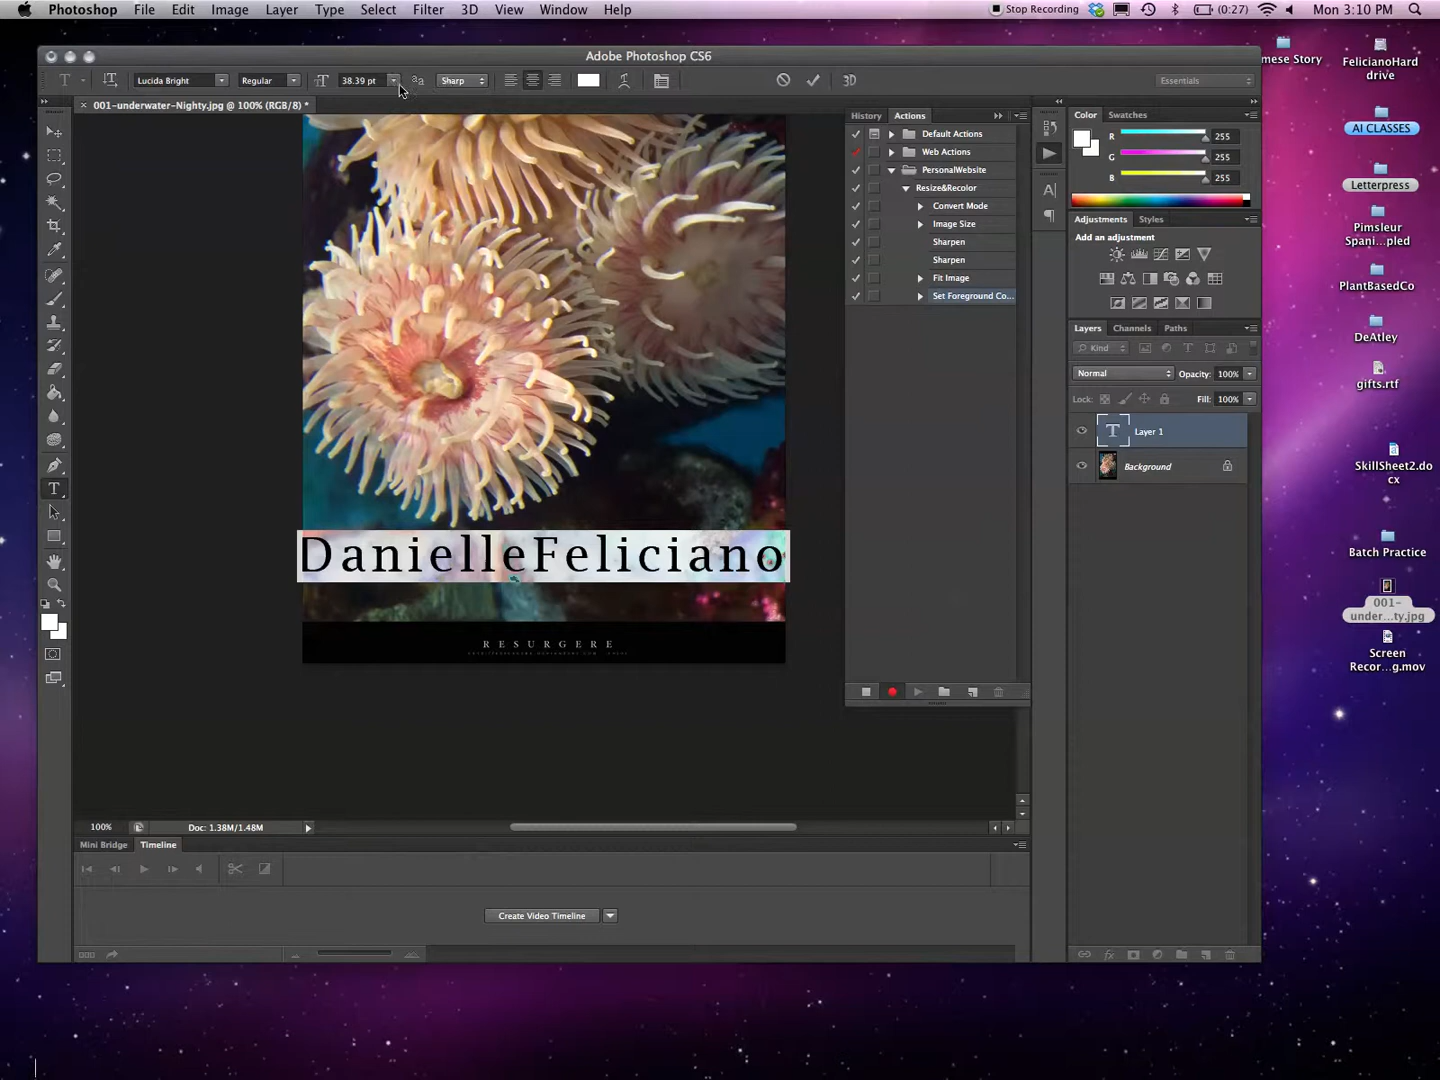 Photoshop File Edit Image Layer Type Select Filter 3D View Window Help Stop Recording (0:27) Mon 3:10 PM
Adobe Photoshop CS6
Lucida Bright Regular 38.39 pt Sharp 3D Essentials
001-underwater-Nighty.jpg @ 100% (RGB/8) *
History Actions
Default Actions
Web Actions
PersonalWebsite
Resize&Recolor
Convert Mode
Image Size
Sharpen
Sharpen
Fit Image
Set Foreground Co...
Color Swatches
R 255
G 255
B 255
Adjustments Styles
Add an adjustment
Layers Channels Paths
Kind
Normal Opacity: 100%
Lock: Fill: 100%
Layer 1
Background
DanielleFeliciano
RESURGERE
100% Doc: 1.38M/1.48M
Mini Bridge Timeline
Create Video Timeline
mese Story
FelicianoHard
drive
AI CLASSES
Letterpress
Pimsleur
Spani...pled
PlantBasedCo
DeAtley
gifts.rtf
SkillSheet2.do
cx
Batch Practice
001-
under...ty.jpg
Screen
Recor...g.mov